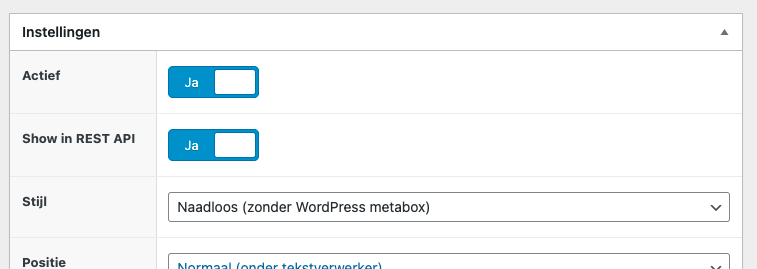 Instellingen
Actief
Ja
Show in REST API
Ja
Stijl
Naadloos (zonder WordPress metabox)
Positie
Normaal (onder tekstverwerker)